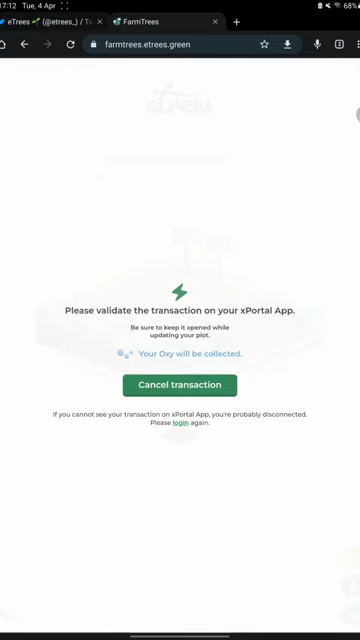 17:12 Tue, 4 Apr 68%
eTrees (@etrees_) / Tw FarmTrees
farmtrees.etrees.green
etrees
Please validate the transaction on your xPortal App.
Be sure to keep it opened while
updating your plot.
Your Oxy will be collected.
Cancel transaction
If you cannot see your transaction on xPortal App, you're probably disconnected.
Please login again.